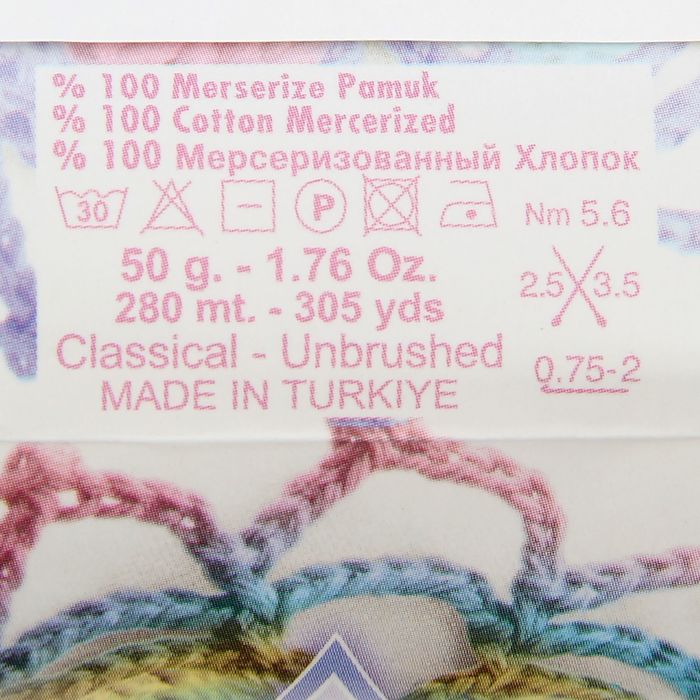 % 100 Merserize Pamuk
% 100 Cotton Mercerized
% 100 Мерсеризованный Хлопок
30 P Nm 5.6
50 g. - 1.76 Oz.
2.5 3.5
280 mt. - 305 yds
Classical - Unbrushed
0.75-2
MADE IN TURKIYE